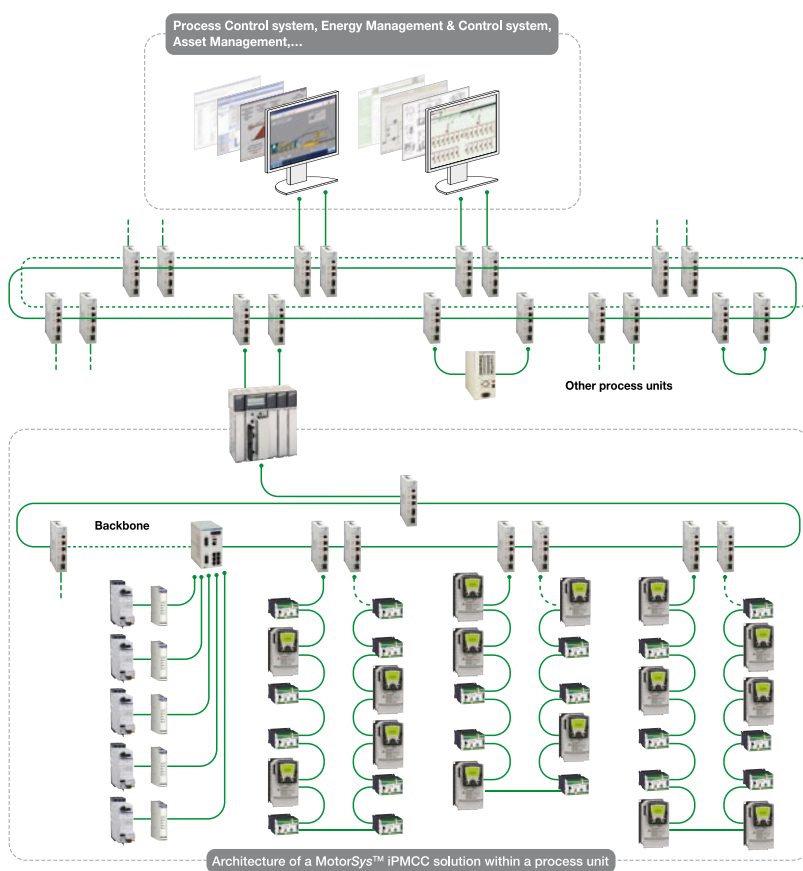 Process Control system, Energy Management & Control system,
Asset Management,...
Other process units
Backbone
Architecture of a MotorSys™ iPMCC solution within a process unit